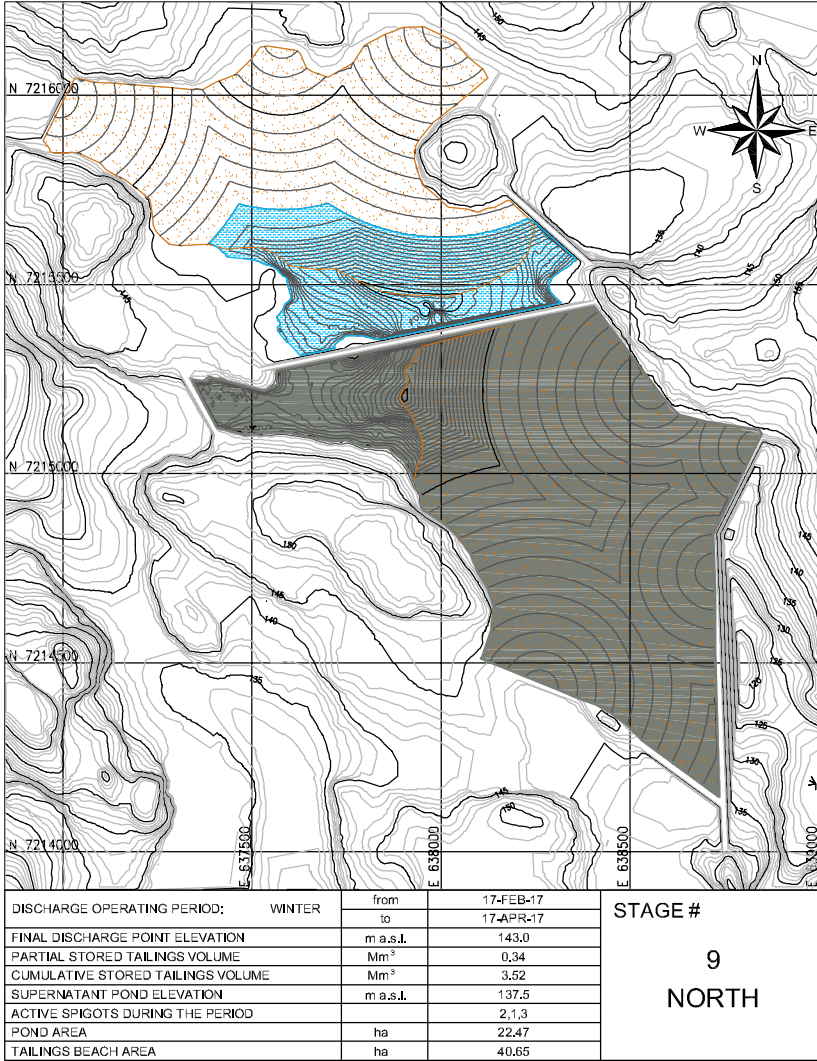 145
150
N 7216000
N
W
E
S
135
140
145
150
155
N 7215500
145
N 7215000
150
145
140
135
145
140
135
130
135
120
125
130
135
N 7214500
145
150
N 7214000
E 637500
E 638000
E 638500
E 639000
DISCHARGE OPERATING PERIOD: WINTER from 17-FEB-17
to 17-APR-17
FINAL DISCHARGE POINT ELEVATION m a.s.l. 143.0
PARTIAL STORED TAILINGS VOLUME Mm³ 0.34
CUMULATIVE STORED TAILINGS VOLUME Mm³ 3.52
SUPERNATANT POND ELEVATION m a.s.l. 137.5
ACTIVE SPIGOTS DURING THE PERIOD 2,1,3
POND AREA ha 22.47
TAILINGS BEACH AREA ha 40.65
STAGE #
9
NORTH